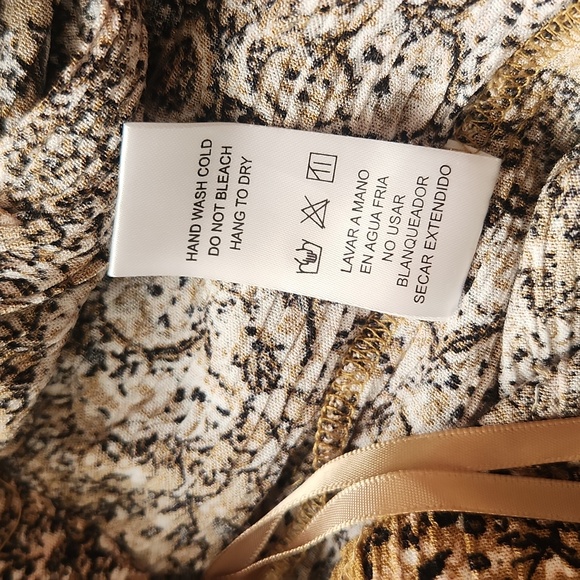 HAND WASH COLD
DO NOT BLEACH
HANG TO DRY
LAVAR A MANO
EN AGUA FRIA
NO USAR
BLANQUEADOR
SECAR EXTENDIDO